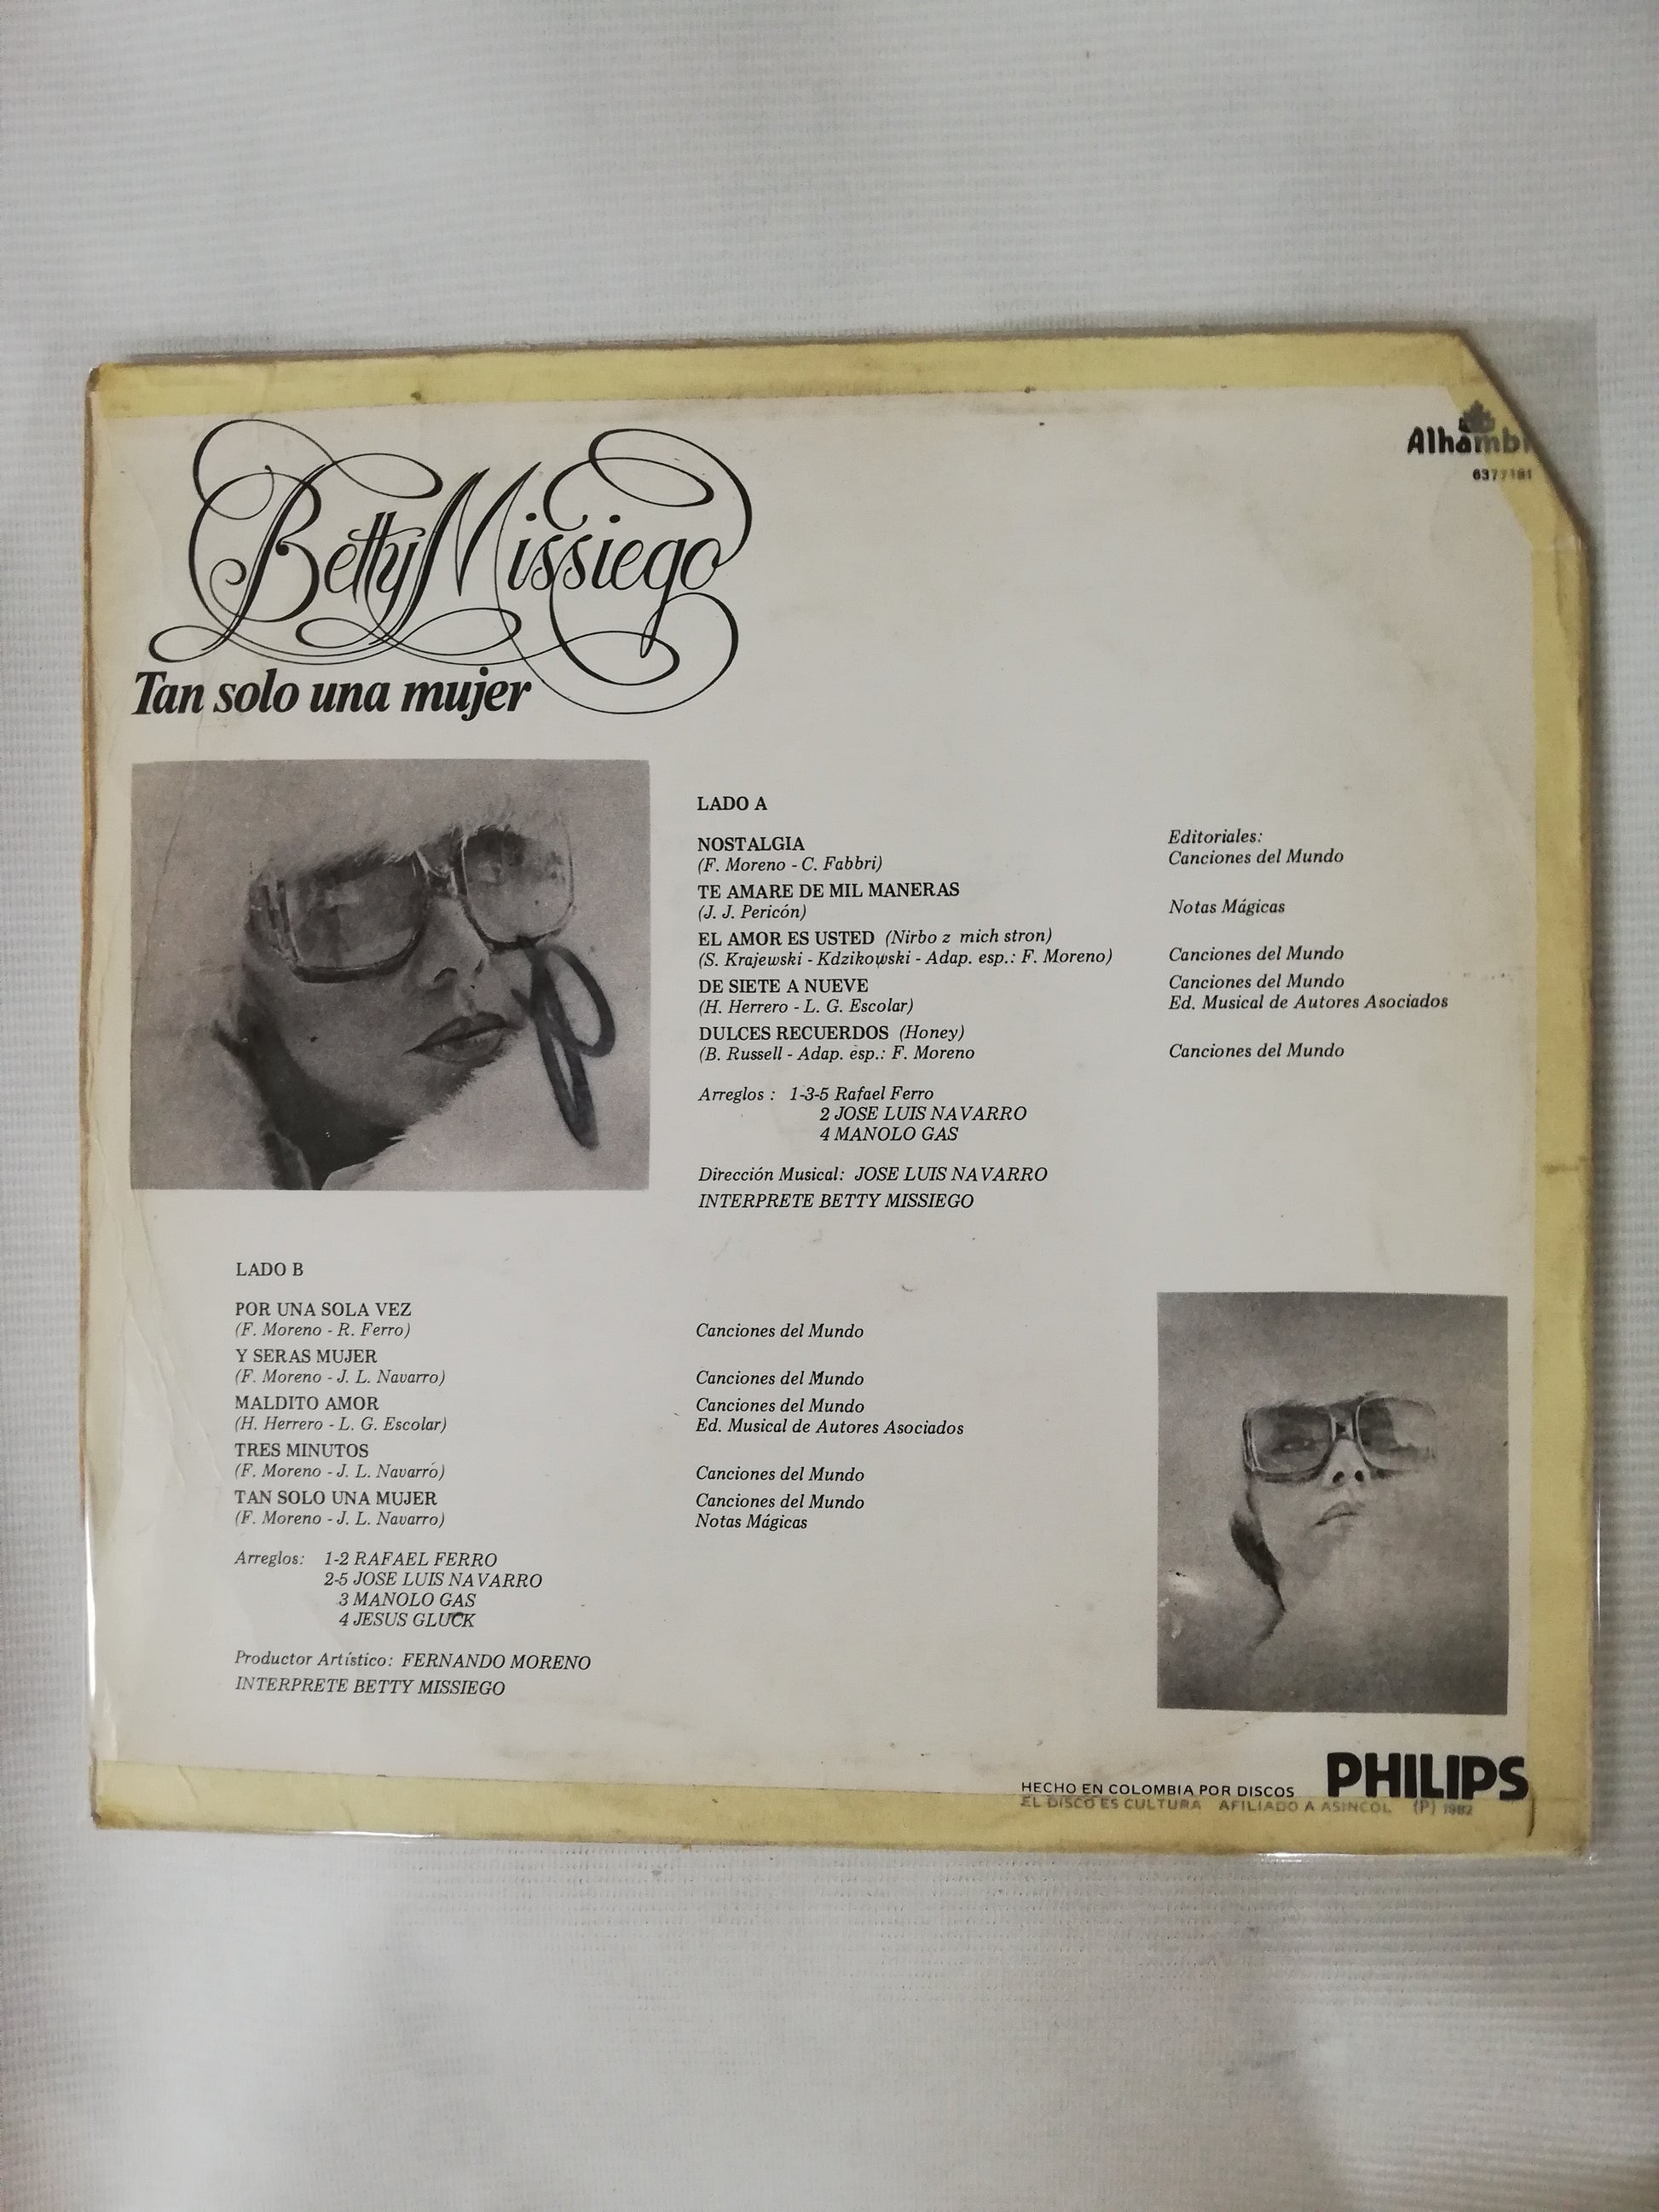 Betty Missiego
Tan solo una mujer
6377181
LADO A
NOSTALGIA
(F. Moreno - C. Fabbri)
TE AMARE DE MIL MANERAS
(J. J. Pericón)
EL AMOR ES USTED (Nirbo z mich stron)
(S. Krajewski - Kdzikowski - Adap. esp.: F. Moreno)
DE SIETE A NUEVE
(H. Herrero - L. G. Escolar)
DULCES RECUERDOS (Honey)
(B. Russell - Adap. esp.: F. Moreno
Editoriales:
Canciones del Mundo
Notas Mágicas
Canciones del Mundo
Canciones del Mundo
Ed. Musical de Autores Asociados
Canciones del Mundo
Arreglos : 1-3-5 Rafael Ferro
2 JOSE LUIS NAVARRO
4 MANOLO GAS
Dirección Musical: JOSE LUIS NAVARRO
INTERPRETE BETTY MISSIEGO
LADO B
POR UNA SOLA VEZ
(F. Moreno - R. Ferro)
Y SERAS MUJER
(F. Moreno - J. L. Navarro)
MALDITO AMOR
(H. Herrero - L. G. Escolar)
TRES MINUTOS
(F. Moreno - J. L. Navarro)
TAN SOLO UNA MUJER
(F. Moreno - J. L. Navarro)
Canciones del Mundo
Canciones del Mundo
Canciones del Mundo
Ed. Musical de Autores Asociados
Canciones del Mundo
Canciones del Mundo
Notas Mágicas
Arreglos: 1-2 RAFAEL FERRO
2-5 JOSE LUIS NAVARRO
3 MANOLO GAS
4 JESUS GLUCK
Productor Artístico: FERNANDO MORENO
INTERPRETE BETTY MISSIEGO
HECHO EN COLOMBIA POR DISCOS PHILIPS
EL DISCO ES CULTURA AFILIADO A ASINCOL (P) 1982